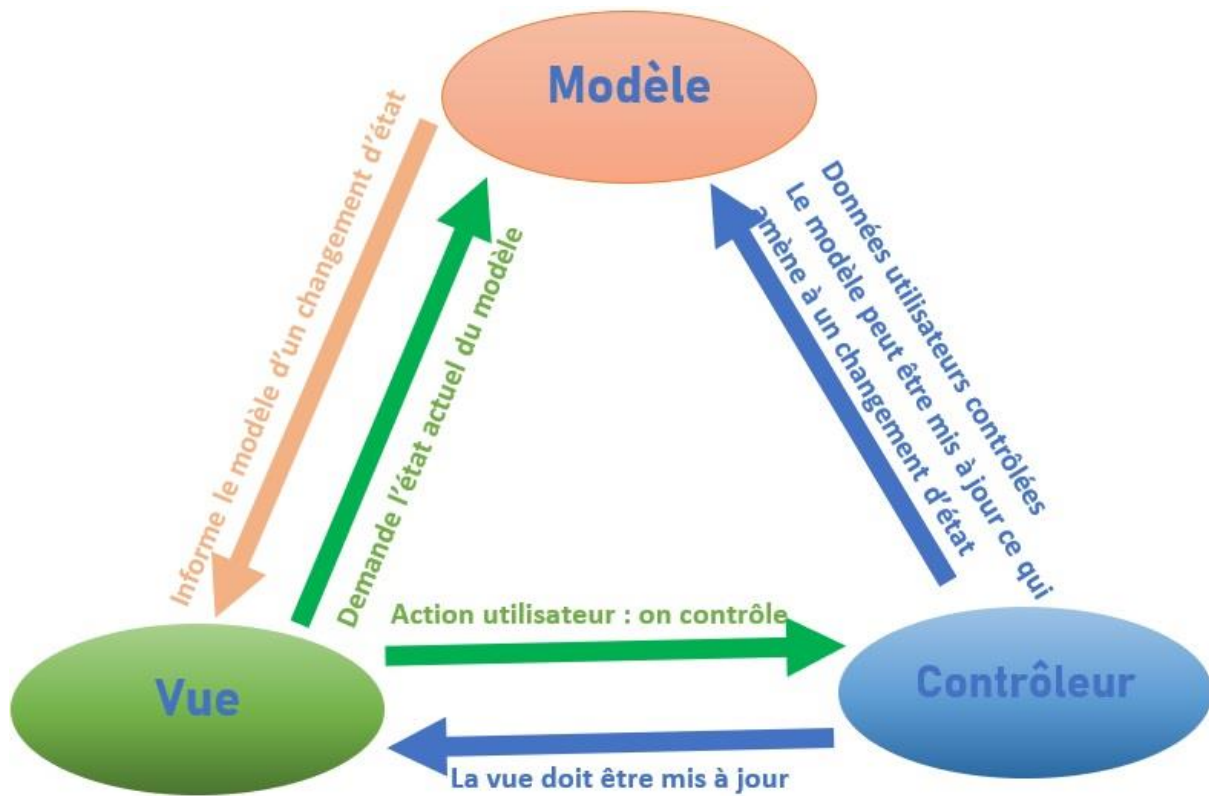 Modèle
Informe le modèle d'un changement d'état
Demande l'état actuel du modèle
Données utilisateurs contrôlées
Le modèle peut être mis à jour ce qui
amène à un changement d'état
Action utilisateur : on contrôle
Vue
Contrôleur
La vue doit être mis à jour